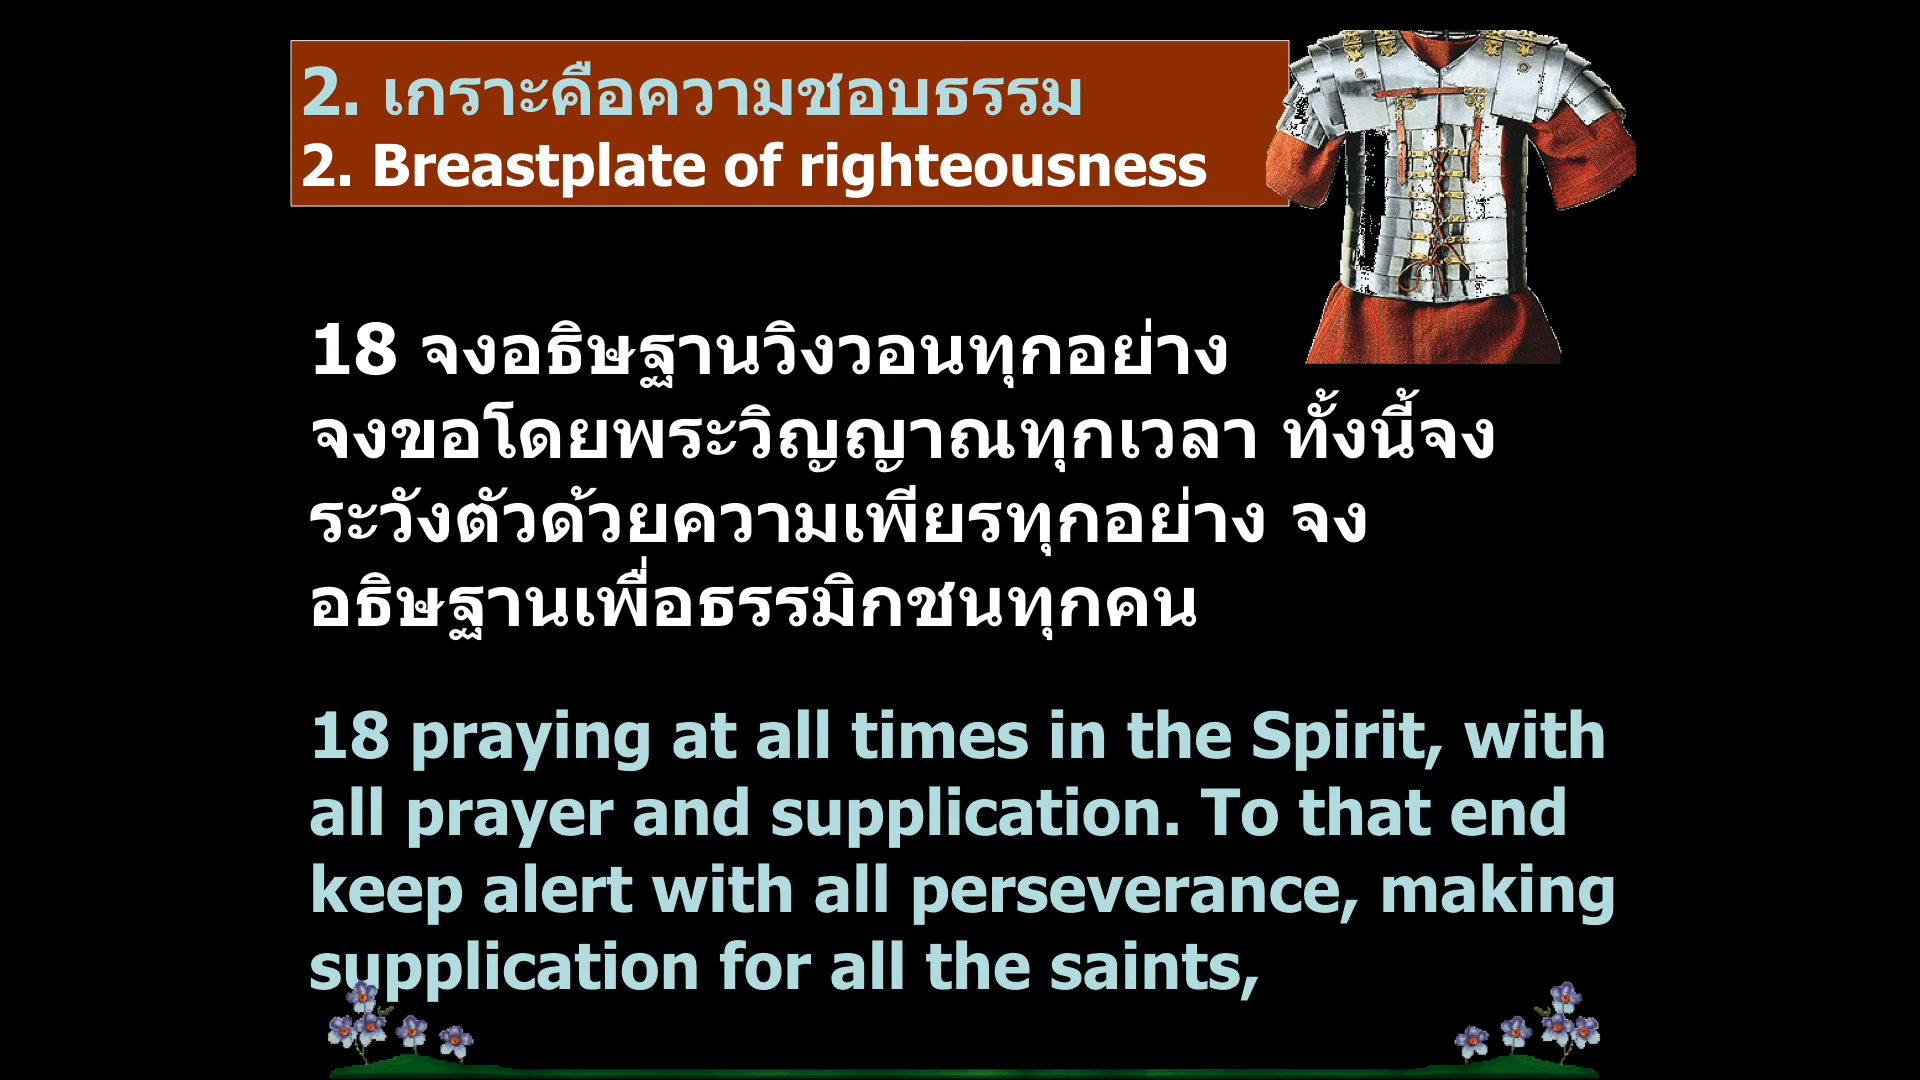 2. เกราะคือความชอบธรรม
2. Breastplate of righteousness
18 จงอธิษฐานวิงวอนทุกอย่าง
จงขอโดยพระวิญญาณทุกเวลา ทั้งนี้จง
ระวังตัวด้วยความเพียรทุกอย่าง จง
อธิษฐานเพื่อธรรมิกชนทุกคน
18 praying at all times in the Spirit, with
all prayer and supplication. To that end
keep alert with all perseverance, making
supplication for all the saints,